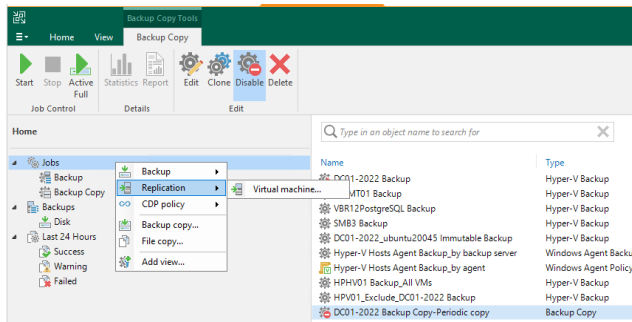 Backup Copy Tools
Home View Backup Copy
Start Stop Active Full Statistics Report Edit Clone Disable Delete
Job Control Details Edit
Home
Type in an object name to search for
Jobs
Backup
Backup Copy
Backups
Disk
Last 24 Hours
Success
Warning
Failed
Backup
Replication
CDP policy
Backup copy...
File copy...
Add view...
Virtual machine...
Name Type
DC01-2022 Backup Hyper-V Backup
MT01 Backup Hyper-V Backup
VBR12PostgreSQL Backup Hyper-V Backup
SMB3 Backup Hyper-V Backup
DC01-2022_ubuntu20045 Immutable Backup Hyper-V Backup
Hyper-V Hosts Agent Backup_by backup server Windows Agent Backu
Hyper-V Hosts Agent Backup_by agent Windows Agent Policy
HPHV01 Backup_All VMs Hyper-V Backup
HPV01_Exclude_DC01-2022 Backup Hyper-V Backup
DC01-2022 Backup Copy-Periodic copy Backup Copy